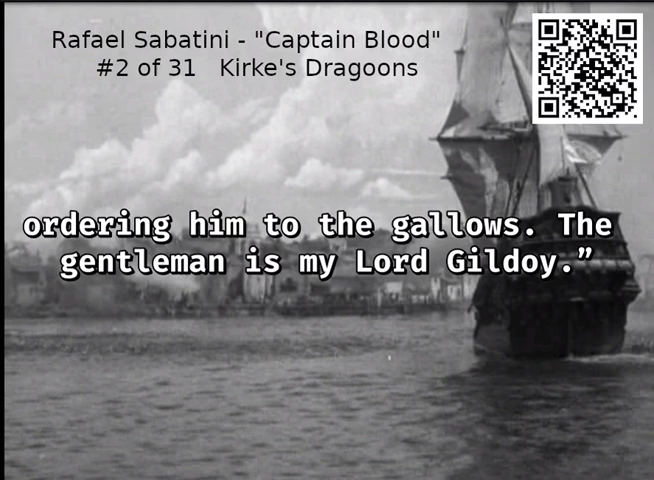 Rafael Sabatini - "Captain Blood"
#2 of 31 Kirke's Dragoons
ordering him to the gallows. The
gentleman is my Lord Gildoy.”